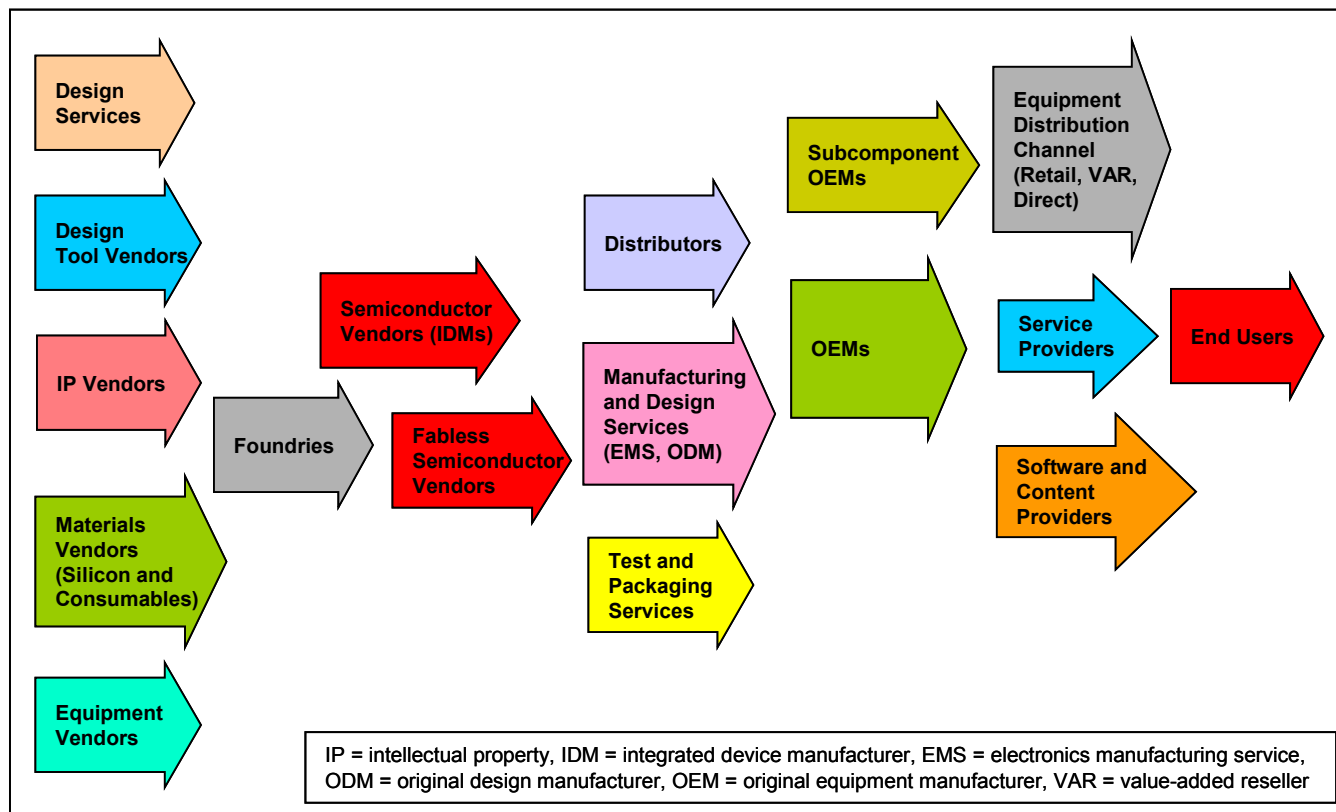 Design
Services
Design
Tool Vendors
IP Vendors
Materials
Vendors
(Silicon and
Consumables)
Equipment
Vendors
Foundries
Semiconductor
Vendors (IDMs)
Fabless
Semiconductor
Vendors
Distributors
Manufacturing
and Design
Services
(EMS, ODM)
Test and
Packaging
Services
Subcomponent
OEMs
OEMs
Equipment
Distribution
Channel
(Retail, VAR,
Direct)
Service
Providers
Software and
Content
Providers
End Users
IP = intellectual property, IDM = integrated device manufacturer, EMS = electronics manufacturing service,
ODM = original design manufacturer, OEM = original equipment manufacturer, VAR = value-added reseller